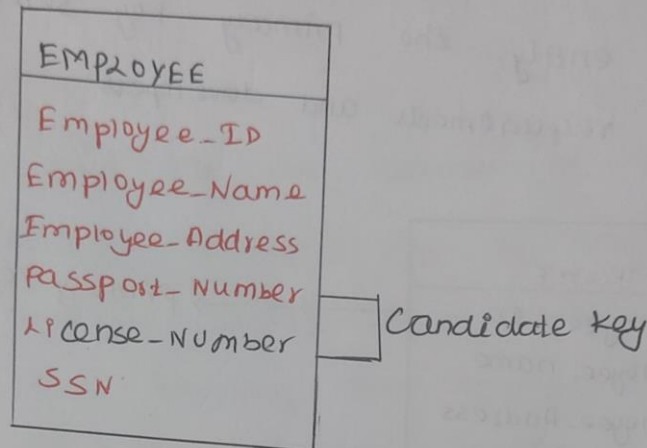 EMPLOYEE
Employee_ID
Employee_Name
Employee_Address
Passport_Number
License_Number
Candidate key
SSN